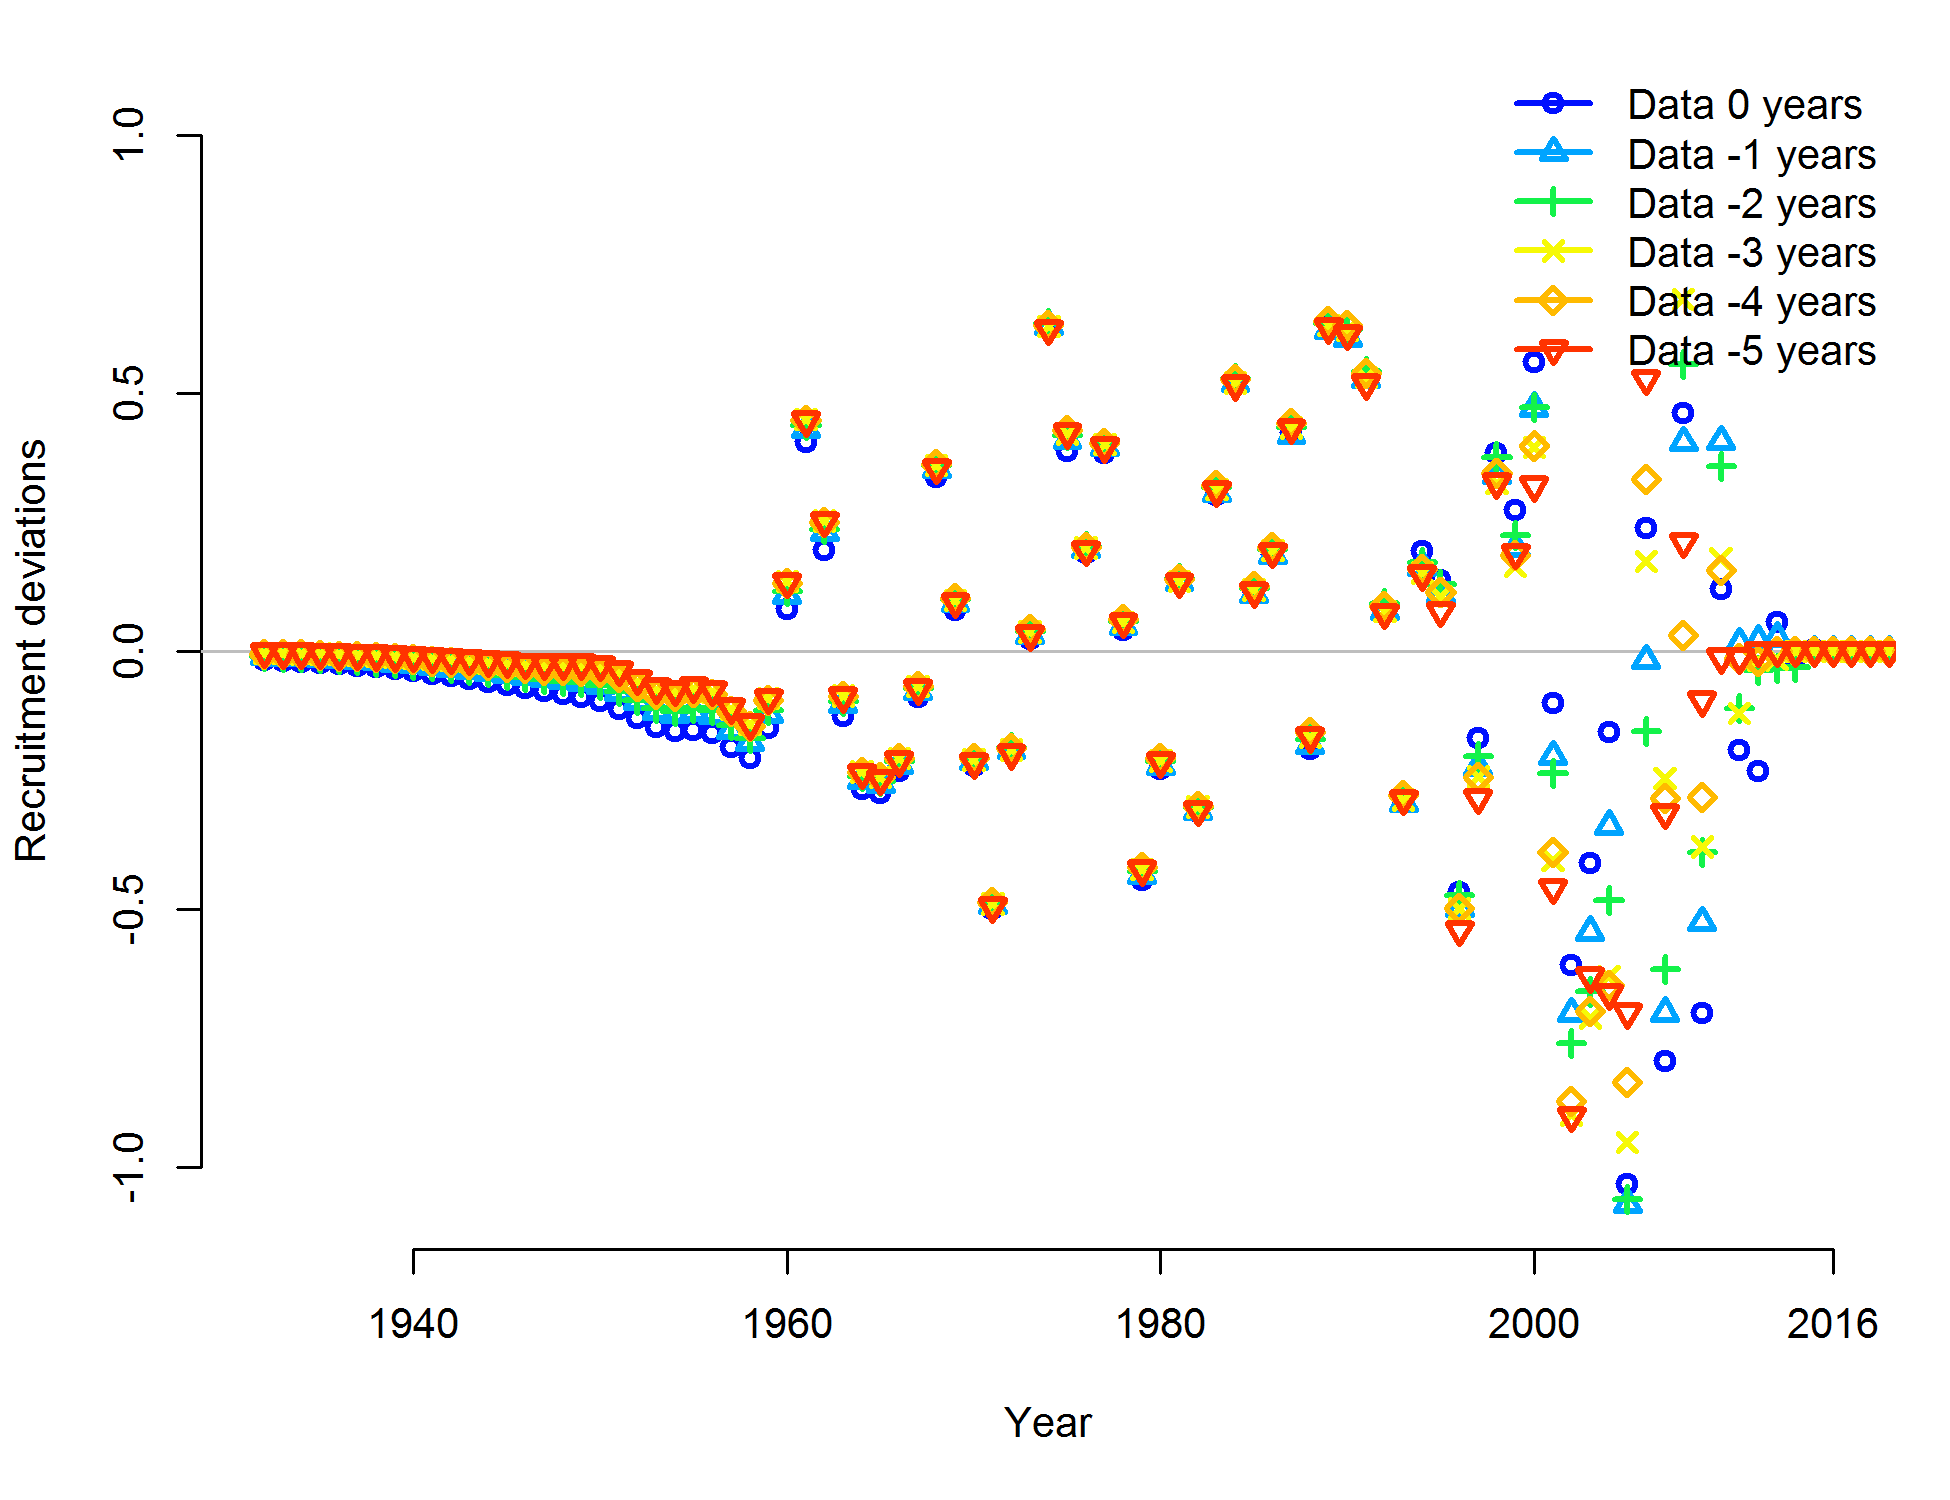 Data 0 years
Data -1 years
Data -2 years
Data -3 years
Data -4 years
Data -5 years
1.0
0.5
0.0
-0.5
-1.0
Recruitment deviations
1940
1960
1980
2000
2016
Year